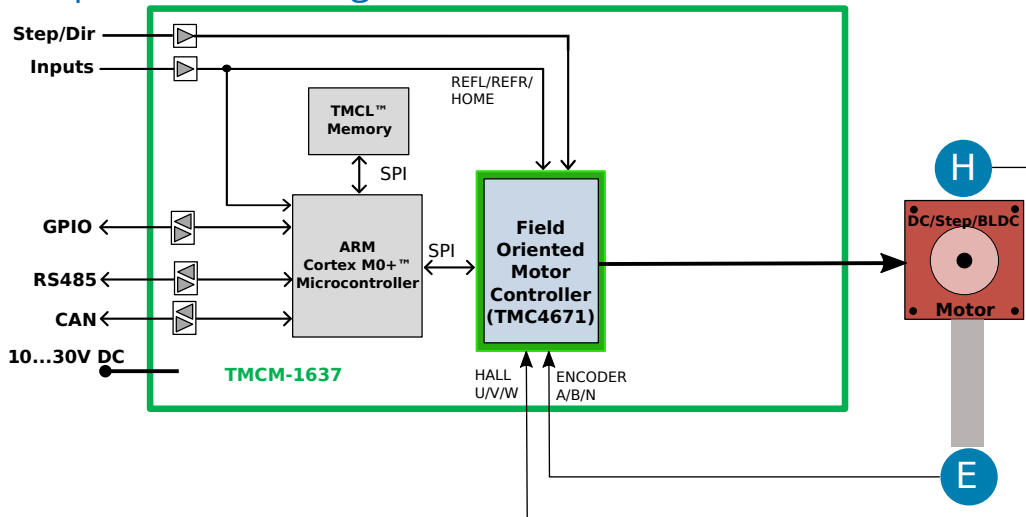 Step/Dir
Inputs
REFL/REFR/
HOME
TMCL™
Memory
SPI
H
GPIO
ARM
Cortex M0+™
Microcontroller
SPI
Field
Oriented
Motor
Controller
(TMC4671)
DC/Step/BLDC
Motor
RS485
CAN
10...30V DC
TMCM-1637
HALL
U/V/W
ENCODER
A/B/N
E